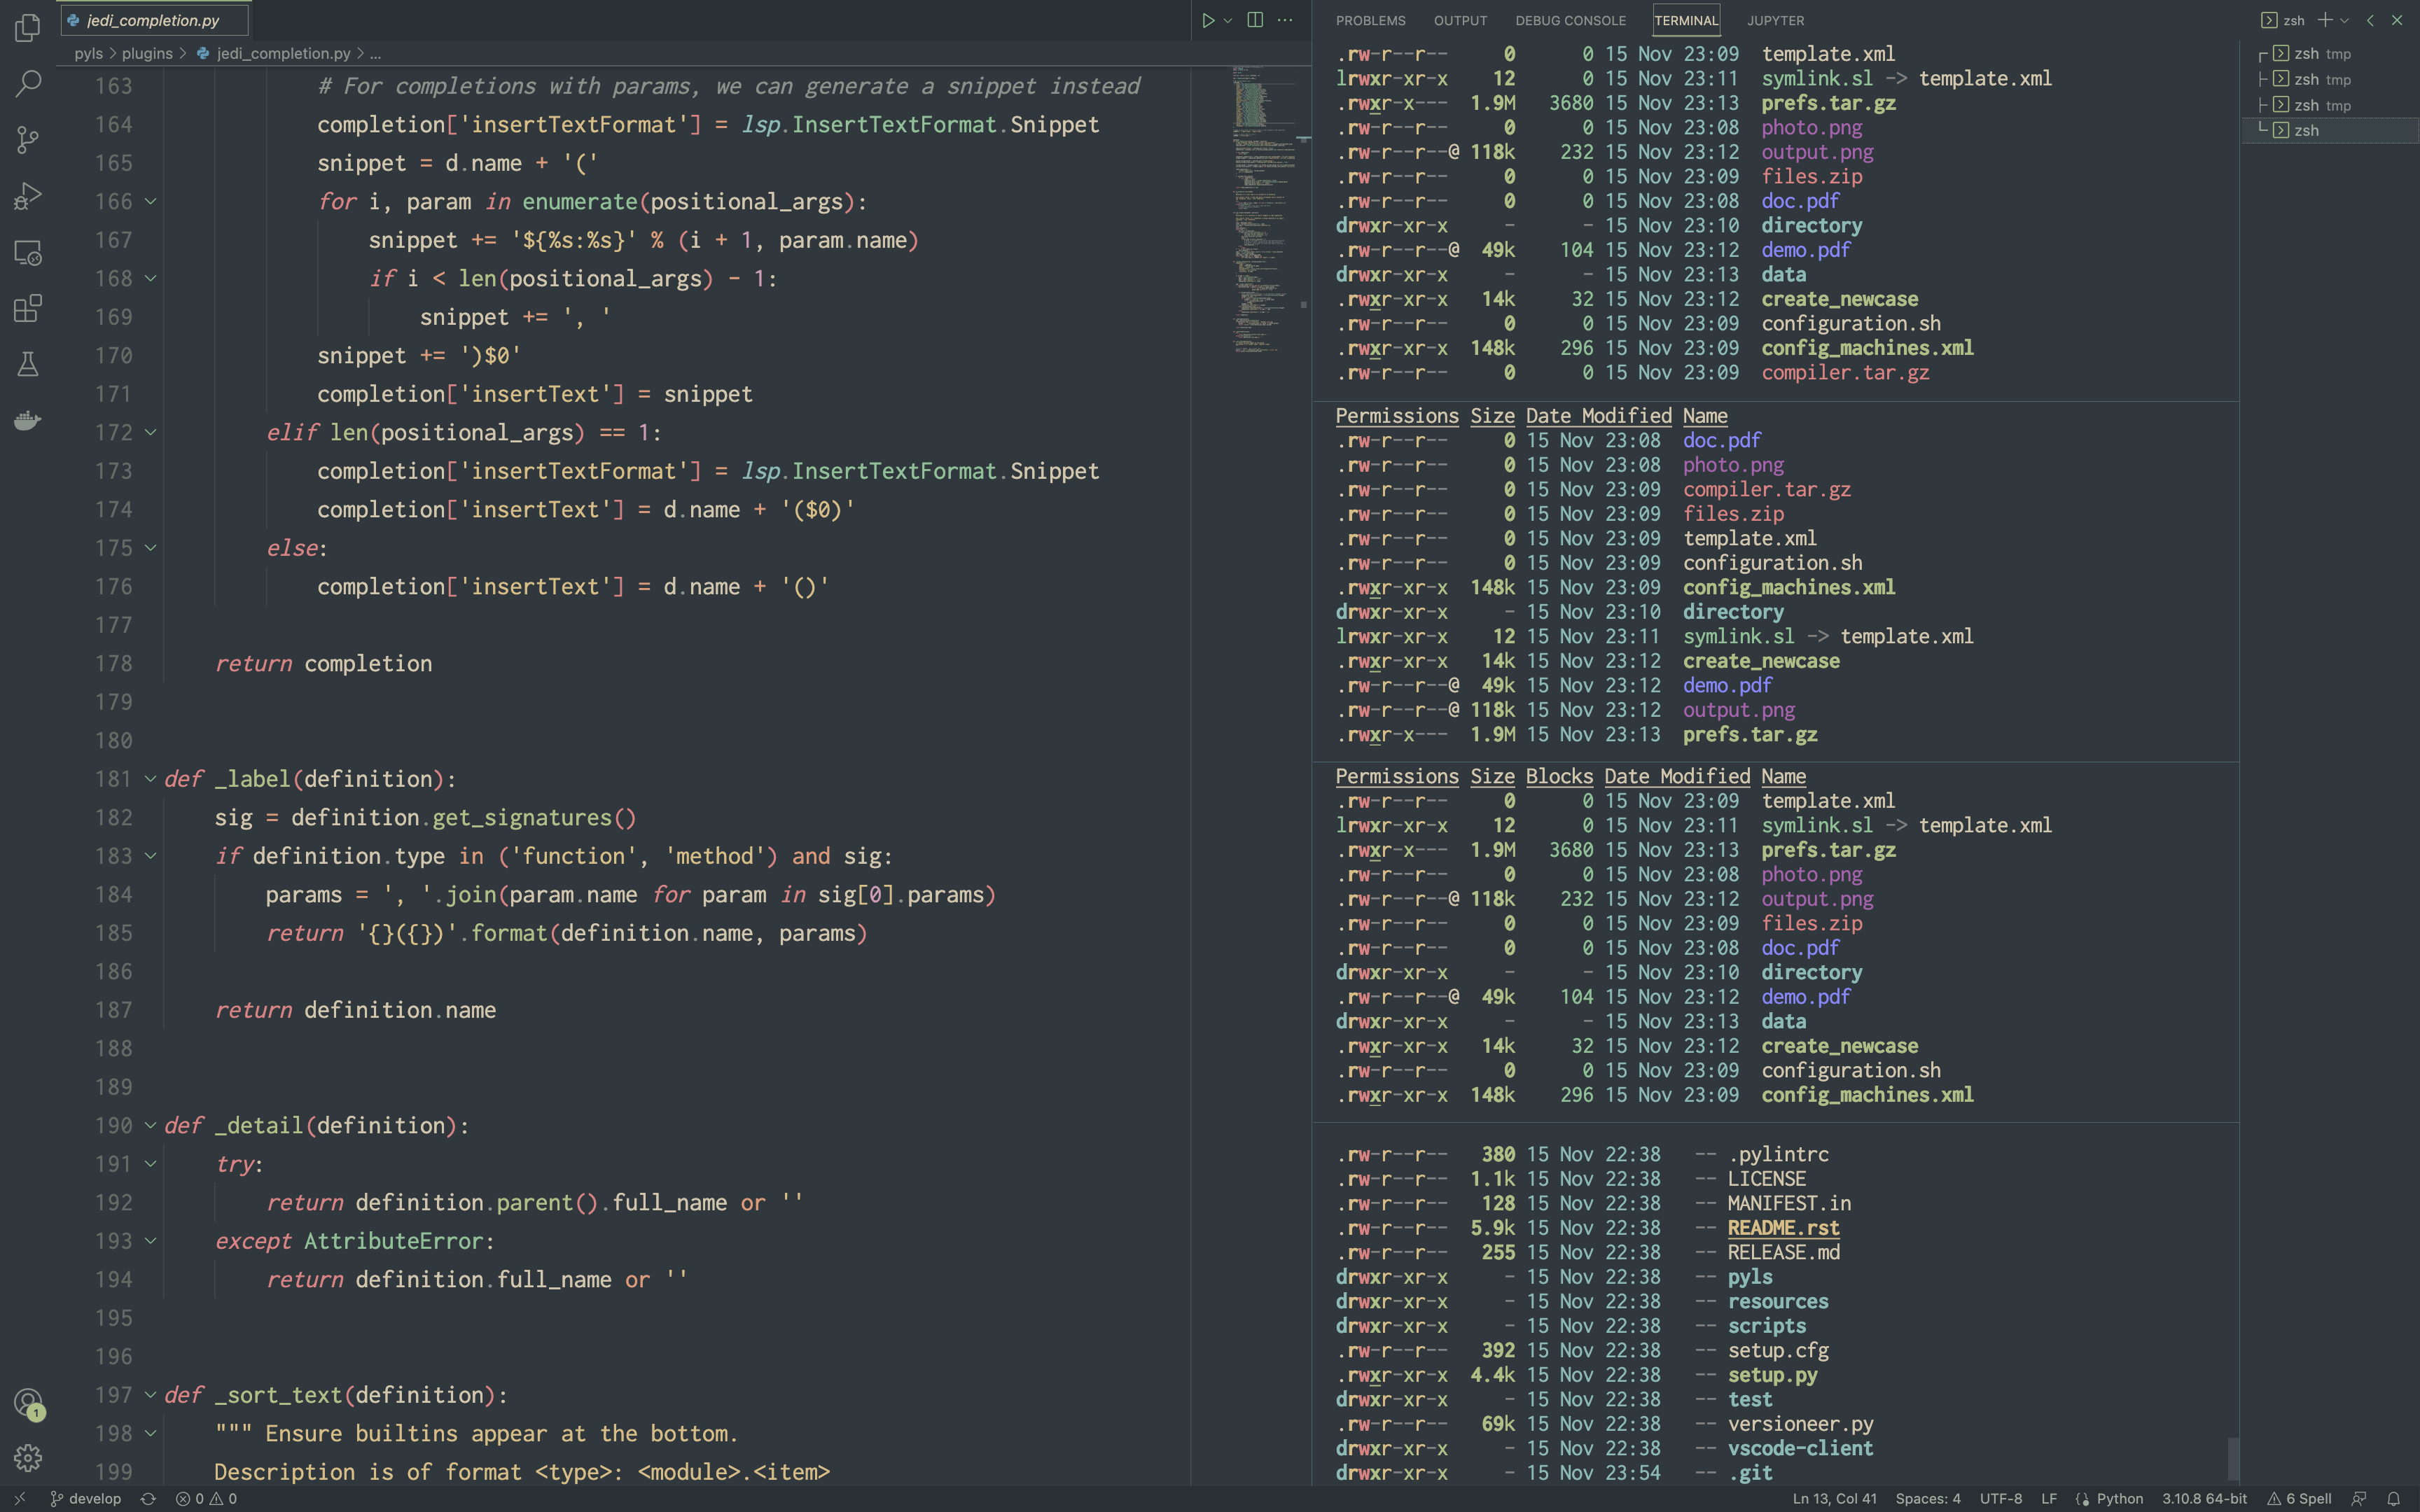 jedi_completion.py
pyls > plugins > jedi_completion.py > ...
163 # For completions with params, we can generate a snippet instead
164 completion['insertTextFormat'] = lsp.InsertTextFormat.Snippet
165 snippet = d.name + '('
166 for i, param in enumerate(positional_args):
167 snippet += '${%s:%s}' % (i + 1, param.name)
168 if i < len(positional_args) - 1:
169 snippet += ', '
170 snippet += ')$0'
171 completion['insertText'] = snippet
172 elif len(positional_args) == 1:
173 completion['insertTextFormat'] = lsp.InsertTextFormat.Snippet
174 completion['insertText'] = d.name + '($0)'
175 else:
176 completion['insertText'] = d.name + '()'
177
178 return completion
179
180
181 def _label(definition):
182 sig = definition.get_signatures()
183 if definition.type in ('function', 'method') and sig:
184 params = ', '.join(param.name for param in sig[0].params)
185 return '{}({})'.format(definition.name, params)
186
187 return definition.name
188
189
190 def _detail(definition):
191 try:
192 return definition.parent().full_name or ''
193 except AttributeError:
194 return definition.full_name or ''
195
196
197 def _sort_text(definition):
198 """ Ensure builtins appear at the bottom.
199 Description is of format <type>: <module>.<item>
PROBLEMS OUTPUT DEBUG CONSOLE TERMINAL JUPYTER
zsh
.rw-r--r-- 0 0 15 Nov 23:09 template.xml
lrwxr-xr-x 12 0 15 Nov 23:11 symlink.sl -> template.xml
.rwxr-x--- 1.9M 3680 15 Nov 23:13 prefs.tar.gz
.rw-r--r-- 0 0 15 Nov 23:08 photo.png
.rw-r--r--@ 118k 232 15 Nov 23:12 output.png
.rw-r--r-- 0 0 15 Nov 23:09 files.zip
.rw-r--r-- 0 0 15 Nov 23:08 doc.pdf
drwxr-xr-x - - 15 Nov 23:10 directory
.rw-r--r--@ 49k 104 15 Nov 23:12 demo.pdf
drwxr-xr-x - - 15 Nov 23:13 data
.rwxr-xr-x 14k 32 15 Nov 23:12 create_newcase
.rw-r--r-- 0 0 15 Nov 23:09 configuration.sh
.rwxr-xr-x 148k 296 15 Nov 23:09 config_machines.xml
.rw-r--r-- 0 0 15 Nov 23:09 compiler.tar.gz
Permissions Size Date Modified Name
.rw-r--r-- 0 15 Nov 23:08 doc.pdf
.rw-r--r-- 0 15 Nov 23:08 photo.png
.rw-r--r-- 0 15 Nov 23:09 compiler.tar.gz
.rw-r--r-- 0 15 Nov 23:09 files.zip
.rw-r--r-- 0 15 Nov 23:09 template.xml
.rw-r--r-- 0 15 Nov 23:09 configuration.sh
.rwxr-xr-x 148k 15 Nov 23:09 config_machines.xml
drwxr-xr-x - 15 Nov 23:10 directory
lrwxr-xr-x 12 15 Nov 23:11 symlink.sl -> template.xml
.rwxr-xr-x 14k 15 Nov 23:12 create_newcase
.rw-r--r--@ 49k 15 Nov 23:12 demo.pdf
.rw-r--r--@ 118k 15 Nov 23:12 output.png
.rwxr-x--- 1.9M 15 Nov 23:13 prefs.tar.gz
Permissions Size Blocks Date Modified Name
.rw-r--r-- 0 0 15 Nov 23:09 template.xml
lrwxr-xr-x 12 0 15 Nov 23:11 symlink.sl -> template.xml
.rwxr-x--- 1.9M 3680 15 Nov 23:13 prefs.tar.gz
.rw-r--r-- 0 0 15 Nov 23:08 photo.png
.rw-r--r--@ 118k 232 15 Nov 23:12 output.png
.rw-r--r-- 0 0 15 Nov 23:09 files.zip
.rw-r--r-- 0 0 15 Nov 23:08 doc.pdf
drwxr-xr-x - - 15 Nov 23:10 directory
.rw-r--r--@ 49k 104 15 Nov 23:12 demo.pdf
drwxr-xr-x - - 15 Nov 23:13 data
.rwxr-xr-x 14k 32 15 Nov 23:12 create_newcase
.rw-r--r-- 0 0 15 Nov 23:09 configuration.sh
.rwxr-xr-x 148k 296 15 Nov 23:09 config_machines.xml
.rw-r--r-- 380 15 Nov 22:38 -- .pylintrc
.rw-r--r-- 1.1k 15 Nov 22:38 -- LICENSE
.rw-r--r-- 128 15 Nov 22:38 -- MANIFEST.in
.rw-r--r-- 5.9k 15 Nov 22:38 -- README.rst
.rw-r--r-- 255 15 Nov 22:38 -- RELEASE.md
drwxr-xr-x - 15 Nov 22:38 -- pyls
drwxr-xr-x - 15 Nov 22:38 -- resources
drwxr-xr-x - 15 Nov 22:38 -- scripts
.rw-r--r-- 392 15 Nov 22:38 -- setup.cfg
.rwxr-xr-x 4.4k 15 Nov 22:38 -- setup.py
drwxr-xr-x - 15 Nov 22:38 -- test
.rw-r--r-- 69k 15 Nov 22:38 -- versioneer.py
drwxr-xr-x - 15 Nov 22:38 -- vscode-client
drwxr-xr-x - 15 Nov 23:54 -- .git
zsh tmp
zsh tmp
zsh tmp
zsh
1
develop 0 0
Ln 13, Col 41 Spaces: 4 UTF-8 LF Python 3.10.8 64-bit 6 Spell